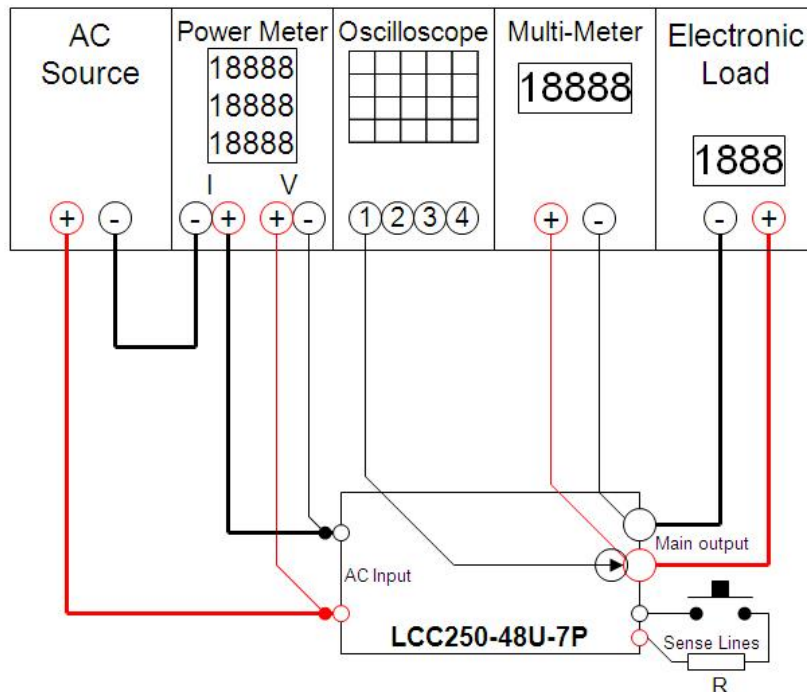 AC Source
Power Meter
Oscilloscope
Multi-Meter
Electronic Load
18888
18888
18888
18888
1888
I V
+ - - + + - 1 2 3 4 + - - +
Main output
AC Input
LCC250-48U-7P
Sense Lines
R